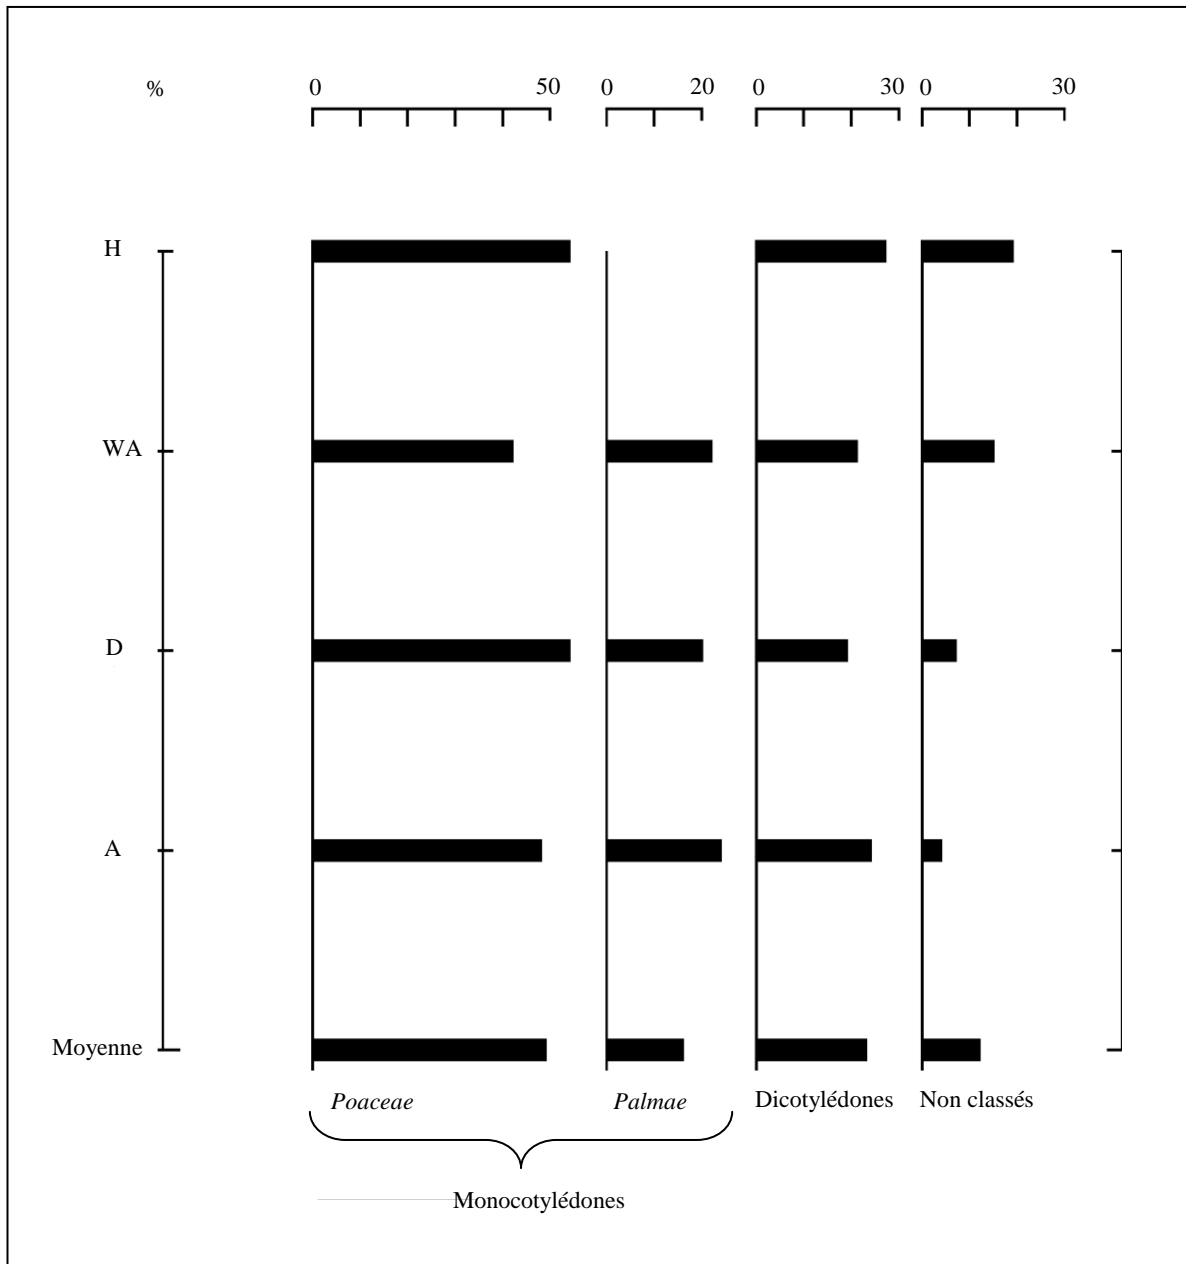 % 0 50 0 20 0 30 0 30
H
WA
D
A
Moyenne
Poaceae Palmae Dicotylédones Non classés
Monocotylédones